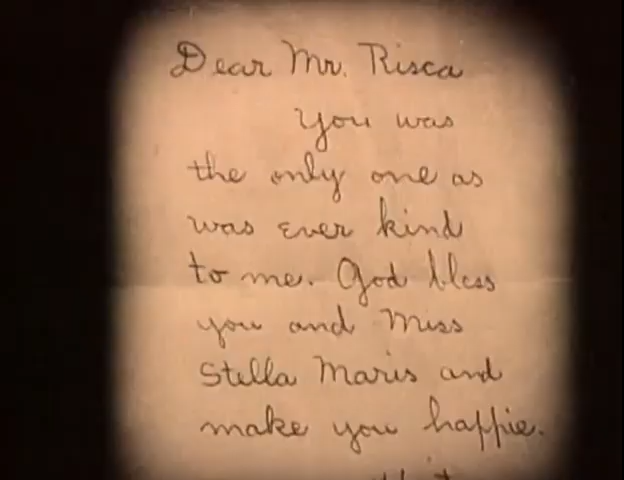 Dear Mr. Risca
You was
the only one as
was ever kind
to me. God bless
you and Miss
Stella Maris and
make you happie.